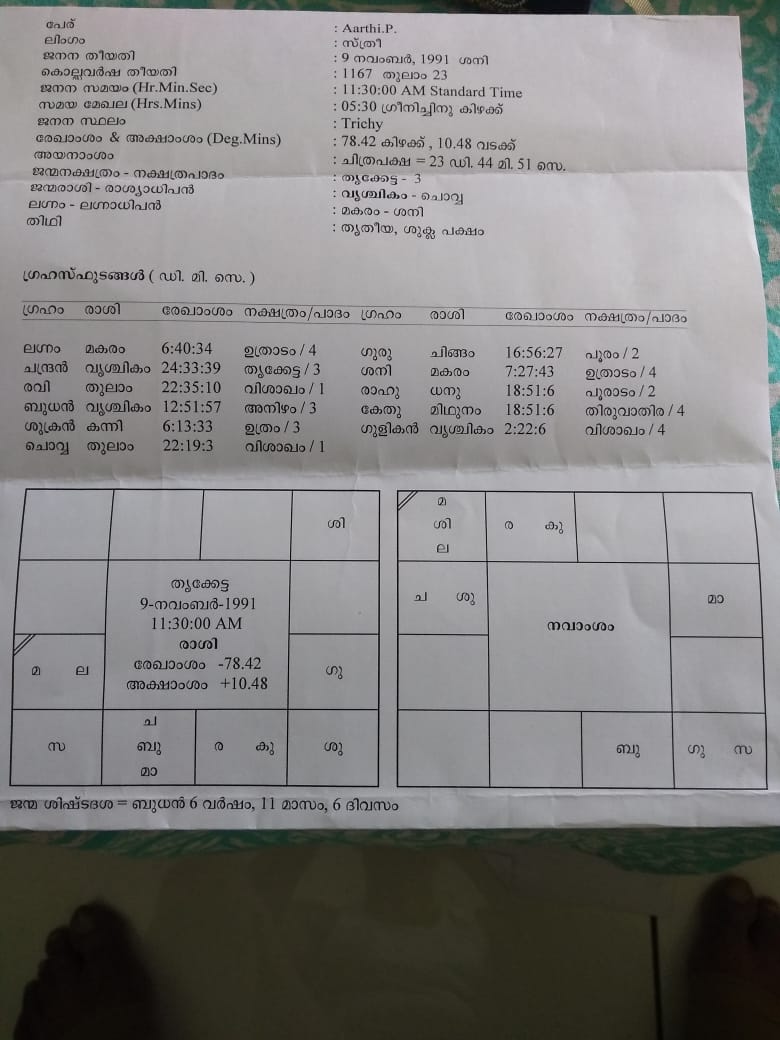 പേര് : Aarthi.P.
ലിംഗം : സ്ത്രീ
ജനന തീയതി : 9 നവംബർ, 1991 ശനി
കൊല്ലവർഷ തീയതി : 1167 തുലാം 23
ജനന സമയം (Hr.Min.Sec) : 11:30:00 AM Standard Time
സമയ മേഖല (Hrs.Mins) : 05:30 ഗ്രീനിച്ചിനു കിഴക്ക്
ജനന സ്ഥലം : Trichy
രേഖാംശം & അക്ഷാംശം (Deg.Mins) : 78.42 കിഴക്ക് , 10.48 വടക്ക്
അയനാംശം : ചിത്രപക്ഷ = 23 ഡി. 44 മി. 51 സെ.
ജന്മനക്ഷത്രം - നക്ഷത്രപാദം : തൃക്കേട്ട - 3
ജന്മരാശി - രാശ്യാധിപൻ : വൃശ്ചികം - ചൊവ്വ
ലഗ്നം - ലഗ്നാധിപൻ : മകരം - ശനി
തിഥി : തൃതീയ, ശുക്ല പക്ഷം
ഗ്രഹസ്ഫുടങ്ങൾ ( ഡി. മി. സെ. )
ഗ്രഹം രാശി രേഖാംശം നക്ഷത്രം/പാദം ഗ്രഹം രാശി രേഖാംശം നക്ഷത്രം/പാദം
ലഗ്നം മകരം 6:40:34 ഉത്രാടം / 4 ഗുരു ചിങ്ങം 16:56:27 പൂരം / 2
ചന്ദ്രൻ വൃശ്ചികം 24:33:39 തൃക്കേട്ട / 3 ശനി മകരം 7:27:43 ഉത്രാടം / 4
രവി തുലാം 22:35:10 വിശാഖം / 1 രാഹു ധനു 18:51:6 പൂരാടം / 2
ബുധൻ വൃശ്ചികം 12:51:57 അനിഴം / 3 കേതു മിഥുനം 18:51:6 തിരുവാതിര / 4
ശുക്രൻ കന്നി 6:13:33 ഉത്രം / 3 ഗുളികൻ വൃശ്ചികം 2:22:6 വിശാഖം / 4
ചൊവ്വ തുലാം 22:19:3 വിശാഖം / 1
ശി
തൃക്കേട്ട
9-നവംബർ-1991
11:30:00 AM
രാശി
രേഖാംശം -78.42
അക്ഷാംശം +10.48
മ ല
ഗു
സ
ച
ബു
മാ
ര കു
ശു
മ
ശി
ല
ര കു
ച ശു
നവാംശം
മാ
ബു
ഗു സ
ജന്മ ശിഷ്ടദശ = ബുധൻ 6 വർഷം, 11 മാസം, 6 ദിവസം